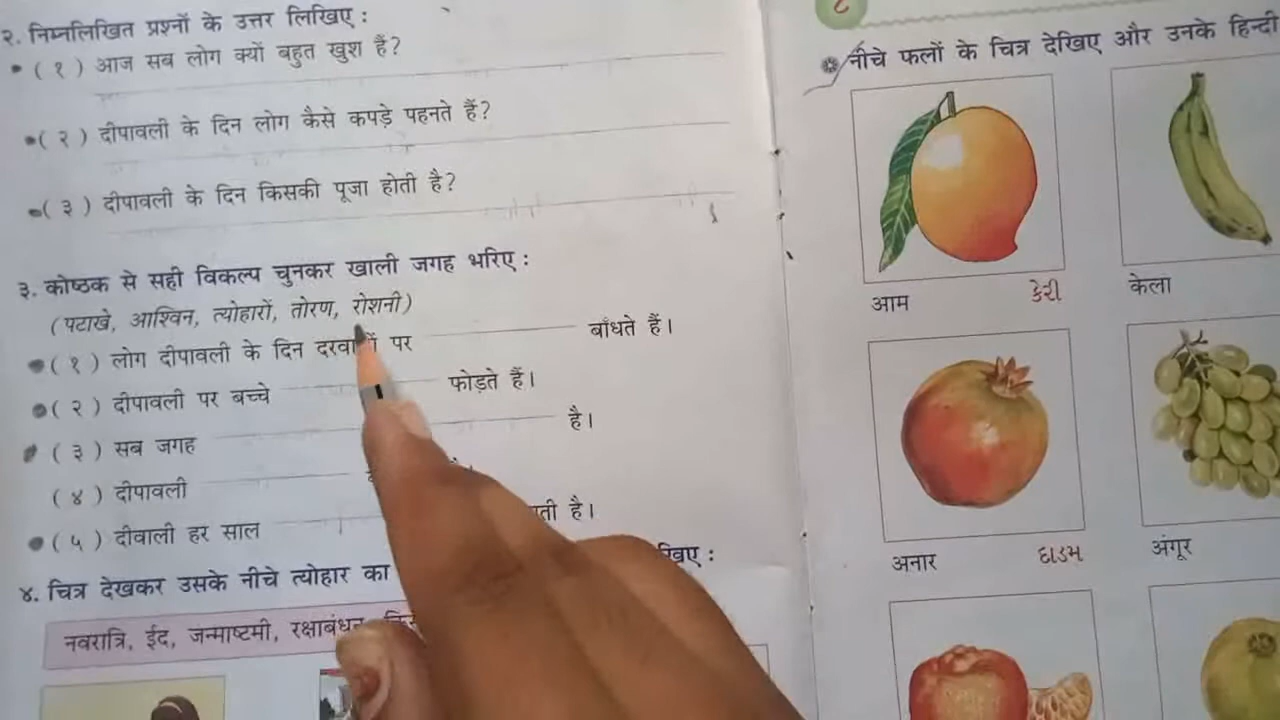 २. निम्नलिखित प्रश्नों के उत्तर लिखिए :
( १ ) आज सब लोग क्यों बहुत खुश हैं?
( २ ) दीपावली के दिन लोग कैसे कपड़े पहनते हैं?
( ३ ) दीपावली के दिन किसकी पूजा होती है?
३. कोष्ठक से सही विकल्प चुनकर खाली जगह भरिए :
(पटाखे, आश्विन, त्योहारों, तोरण, रोशनी)
( १ ) लोग दीपावली के दिन पर बाँधते हैं।
( २ ) दीपावली पर बच्चे फोड़ते हैं।
( ३ ) सब जगह है।
( ४ ) दीपावली
( ५ ) दीवाली हर साल है।
४. चित्र देखकर उसके नीचे त्योहार का
नवरात्रि, ईद, जन्माष्टमी, रक्षाबंधन,
८
नीचे फलों के चित्र देखिए और उनके हिन्दी
आम કેરી केला
अनार દાડમ अंगूर